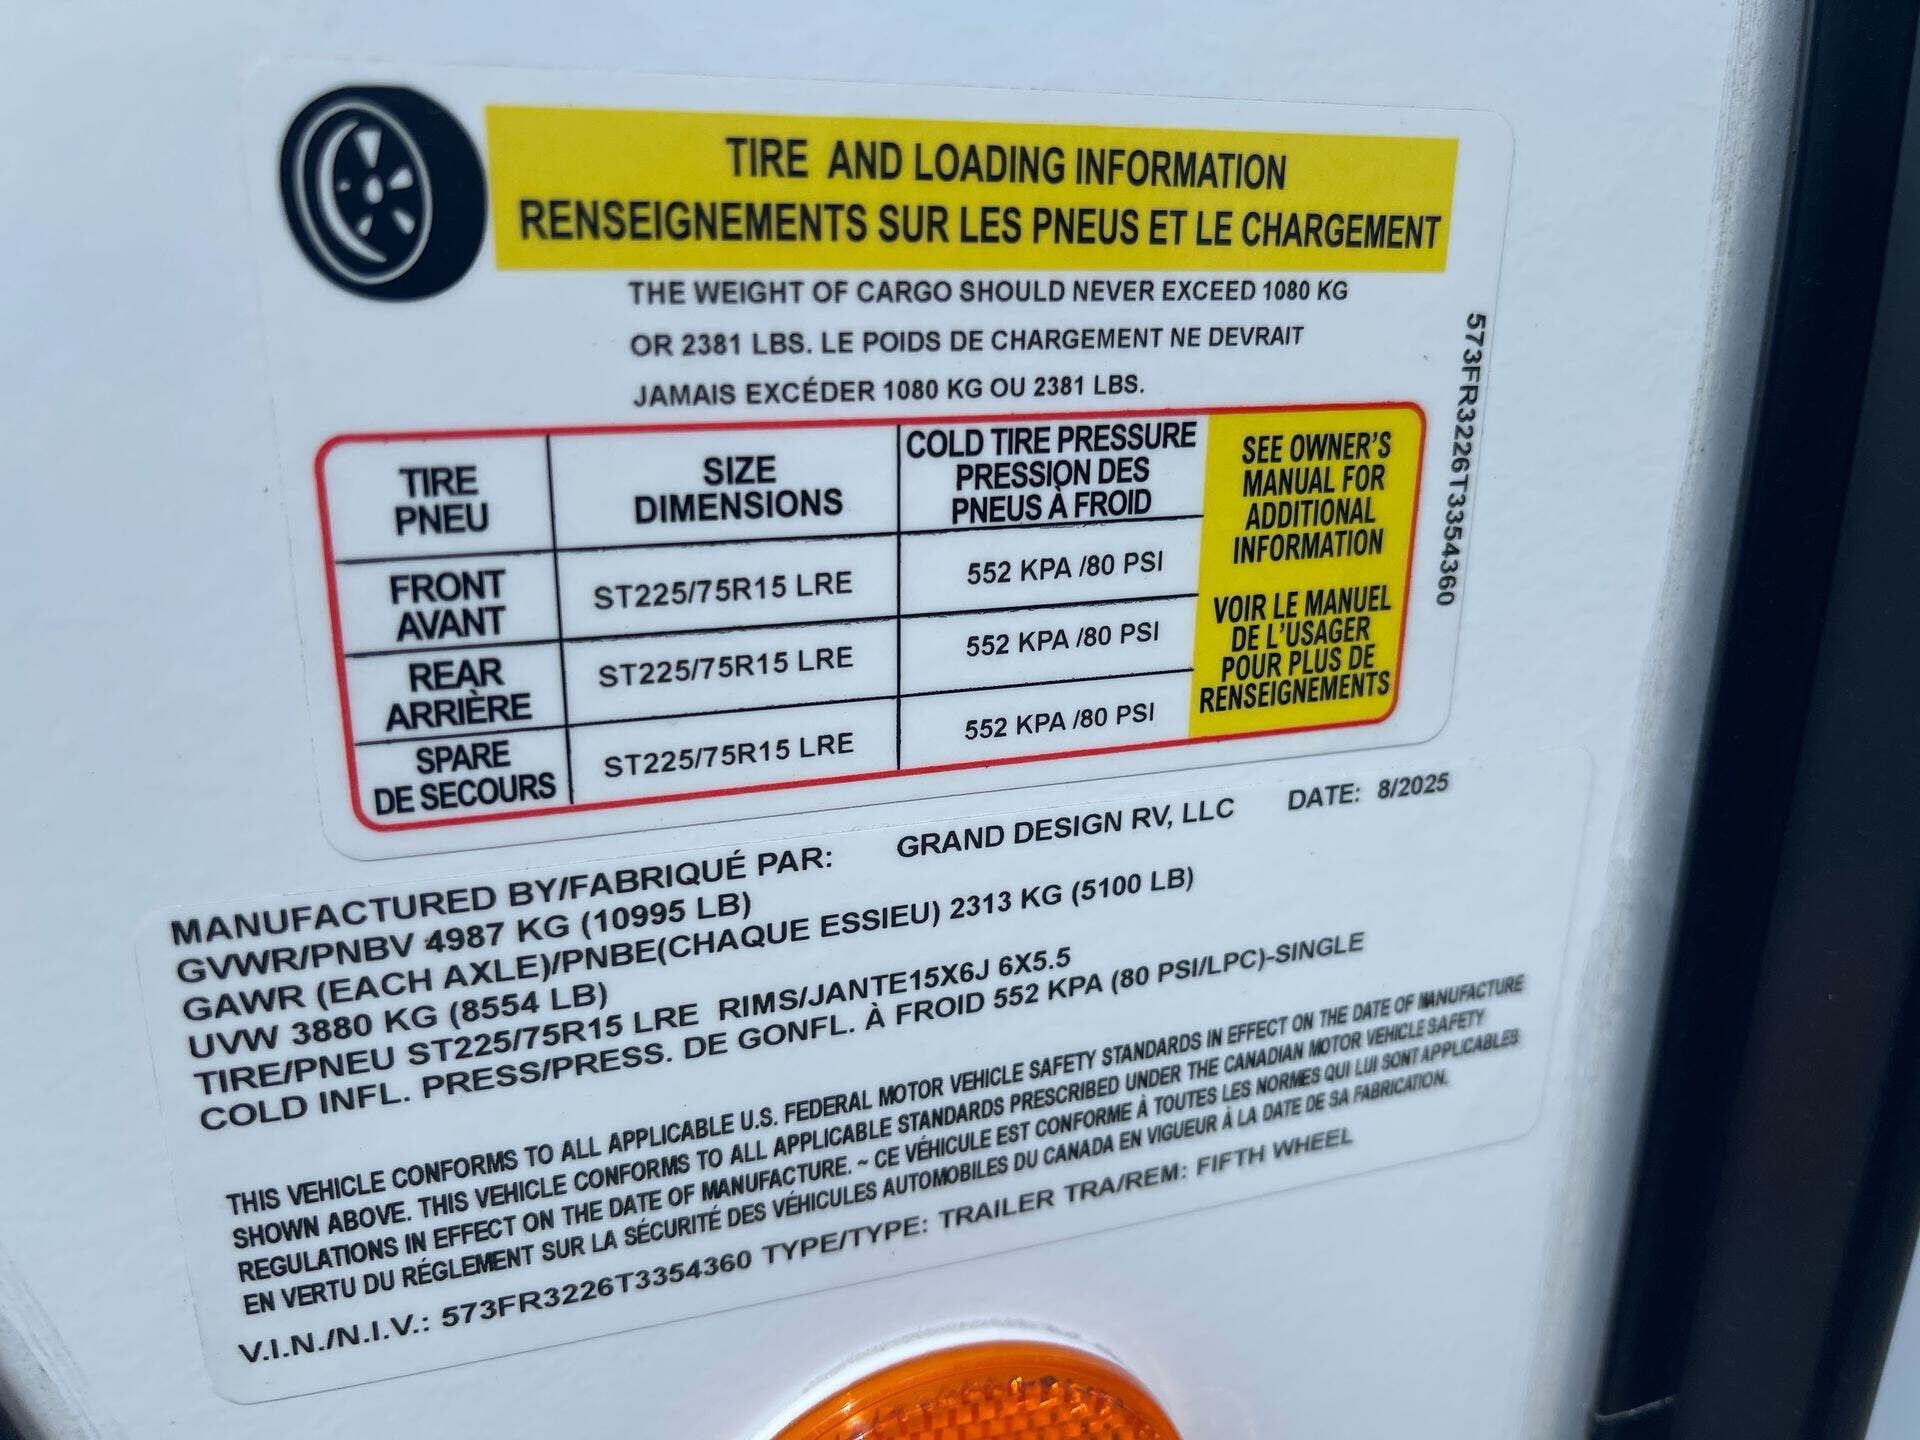 TIRE AND LOADING INFORMATION
RENSEIGNEMENTS SUR LES PNEUS ET LE CHARGEMENT
THE WEIGHT OF CARGO SHOULD NEVER EXCEED 1080 KG
OR 2381 LBS. LE POIDS DE CHARGEMENT NE DEVRAIT
JAMAIS EXCÉDER 1080 KG OU 2381 LBS.
TIRE
PNEU
SIZE
DIMENSIONS
COLD TIRE PRESSURE
PRESSION DES
PNEUS À FROID
FRONT
AVANT
ST225/75R15 LRE
552 KPA /80 PSI
REAR
ARRIÈRE
ST225/75R15 LRE
552 KPA /80 PSI
SPARE
DE SECOURS
ST225/75R15 LRE
552 KPA /80 PSI
SEE OWNER'S
MANUAL FOR
ADDITIONAL
INFORMATION
VOIR LE MANUEL
DE L'USAGER
POUR PLUS DE
RENSEIGNEMENTS
573FR3226T3354360
MANUFACTURED BY/FABRIQUÉ PAR: GRAND DESIGN RV, LLC DATE: 8/2025
GVWR/PNBV 4987 KG (10995 LB)
GAWR (EACH AXLE)/PNBE(CHAQUE ESSIEU) 2313 KG (5100 LB)
UVW 3880 KG (8554 LB)
TIRE/PNEU ST225/75R15 LRE RIMS/JANTE15X6J 6X5.5
COLD INFL. PRESS/PRESS. DE GONFL. À FROID 552 KPA (80 PSI/LPC)-SINGLE
THIS VEHICLE CONFORMS TO ALL APPLICABLE U.S. FEDERAL MOTOR VEHICLE SAFETY STANDARDS IN EFFECT ON THE DATE OF MANUFACTURE
SHOWN ABOVE. THIS VEHICLE CONFORMS TO ALL APPLICABLE STANDARDS PRESCRIBED UNDER THE CANADIAN MOTOR VEHICLE SAFETY
REGULATIONS IN EFFECT ON THE DATE OF MANUFACTURE. ~ CE VÉHICULE EST CONFORME À TOUTES LES NORMES QUI LUI SONT APPLICABLES
EN VERTU DU RÉGLEMENT SUR LA SÉCURITÉ DES VÉHICULES AUTOMOBILES DU CANADA EN VIGUEUR À LA DATE DE SA FABRICATION.
V.I.N./N.I.V.: 573FR3226T3354360 TYPE/TYPE: TRAILER TRA/REM: FIFTH WHEEL